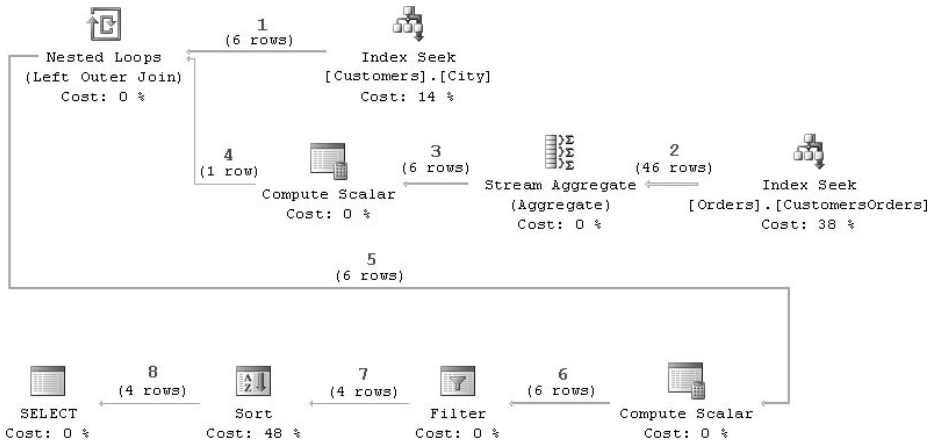 1
(6 rows)
Nested Loops
(Left Outer Join)
Cost: 0 %
Index Seek
[Customers].[City]
Cost: 14 %
4
(1 row)
Compute Scalar
Cost: 0 %
3
(6 rows)
Σ
Σ
Σ
Stream Aggregate
(Aggregate)
Cost: 0 %
2
(46 rows)
Index Seek
[Orders].[CustomersOrders]
Cost: 38 %
5
(6 rows)
SELECT
Cost: 0 %
8
(4 rows)
A
Z
Sort
Cost: 48 %
7
(4 rows)
Filter
Cost: 0 %
6
(6 rows)
Compute Scalar
Cost: 0 %